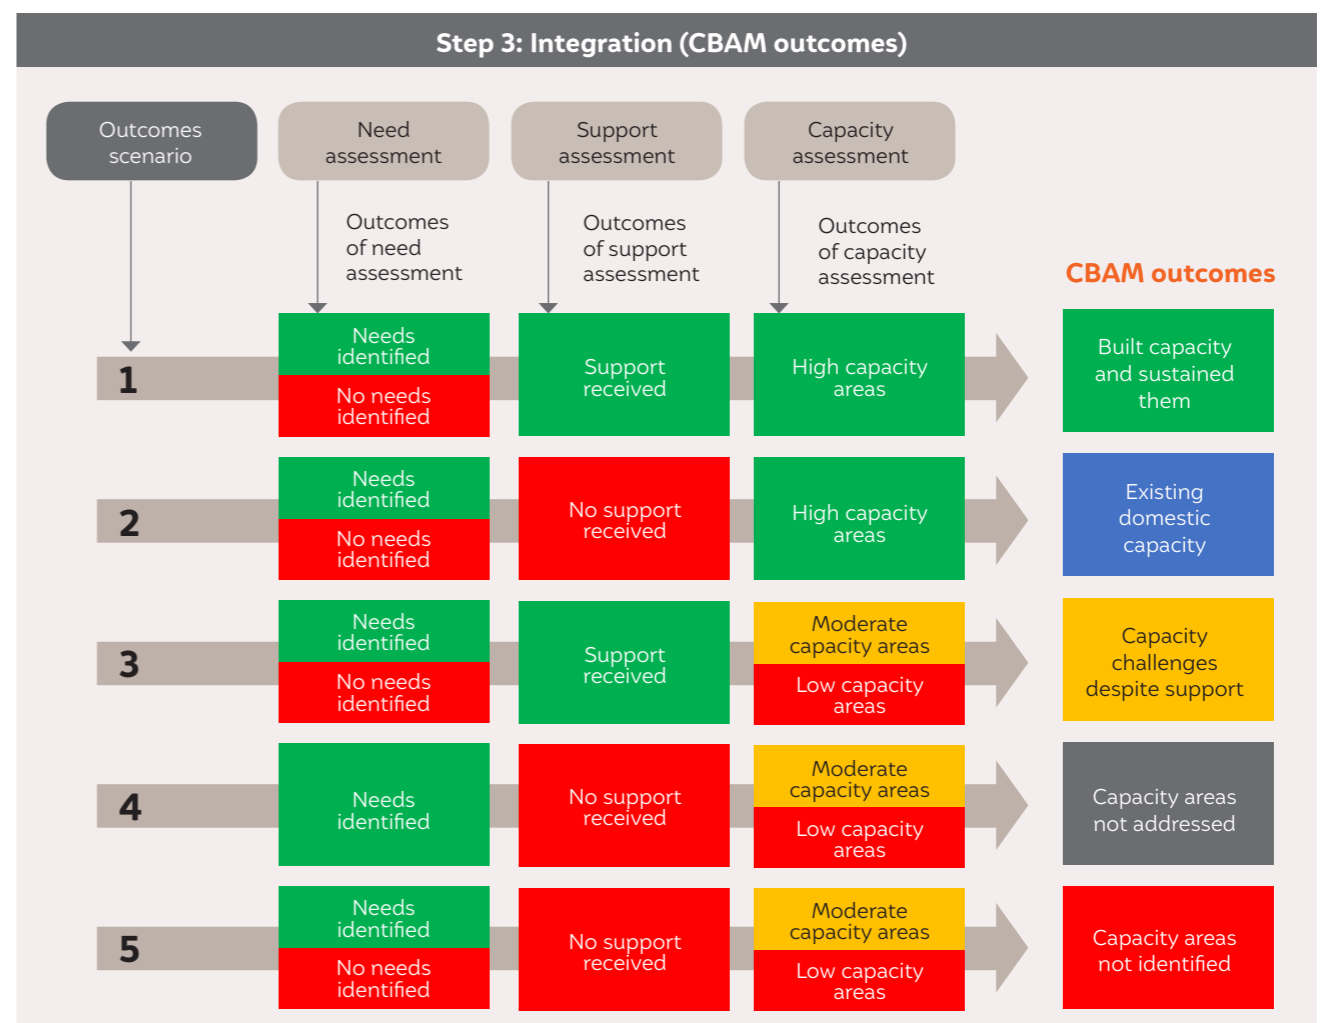 Step 3: Integration (CBAM outcomes)
Outcomes
scenario
Need
assessment
Support
assessment
Capacity
assessment
Outcomes
of need
assessment
Outcomes
of support
assessment
Outcomes
of capacity
assessment
CBAM outcomes
1
Needs
identified
No needs
identified
Support
received
High capacity
areas
Built capacity
and sustained
them
2
Needs
identified
No needs
identified
No support
received
High capacity
areas
Existing
domestic
capacity
3
Needs
identified
No needs
identified
Support
received
Moderate
capacity areas
Low capacity
areas
Capacity
challenges
despite support
4
Needs
identified
No support
received
Moderate
capacity areas
Low capacity
areas
Capacity areas
not addressed
5
Needs
identified
No needs
identified
No support
received
Moderate
capacity areas
Low capacity
areas
Capacity areas
not identified